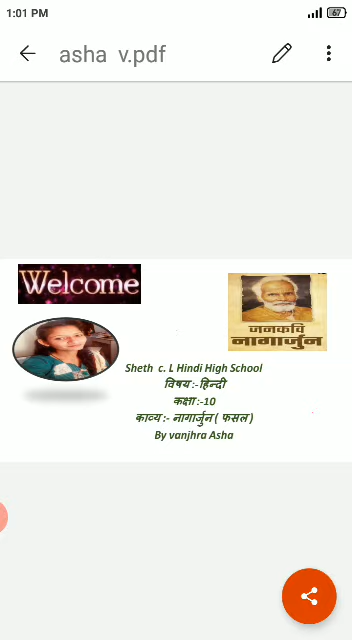 1:01 PM
67
asha v.pdf
Welcome
जनकवि
नागार्जुन
Sheth c. L Hindi High School
विषय :-हिन्दी
कक्षा :-10
काव्य :- नागार्जुन ( फसल )
By vanjhra Asha